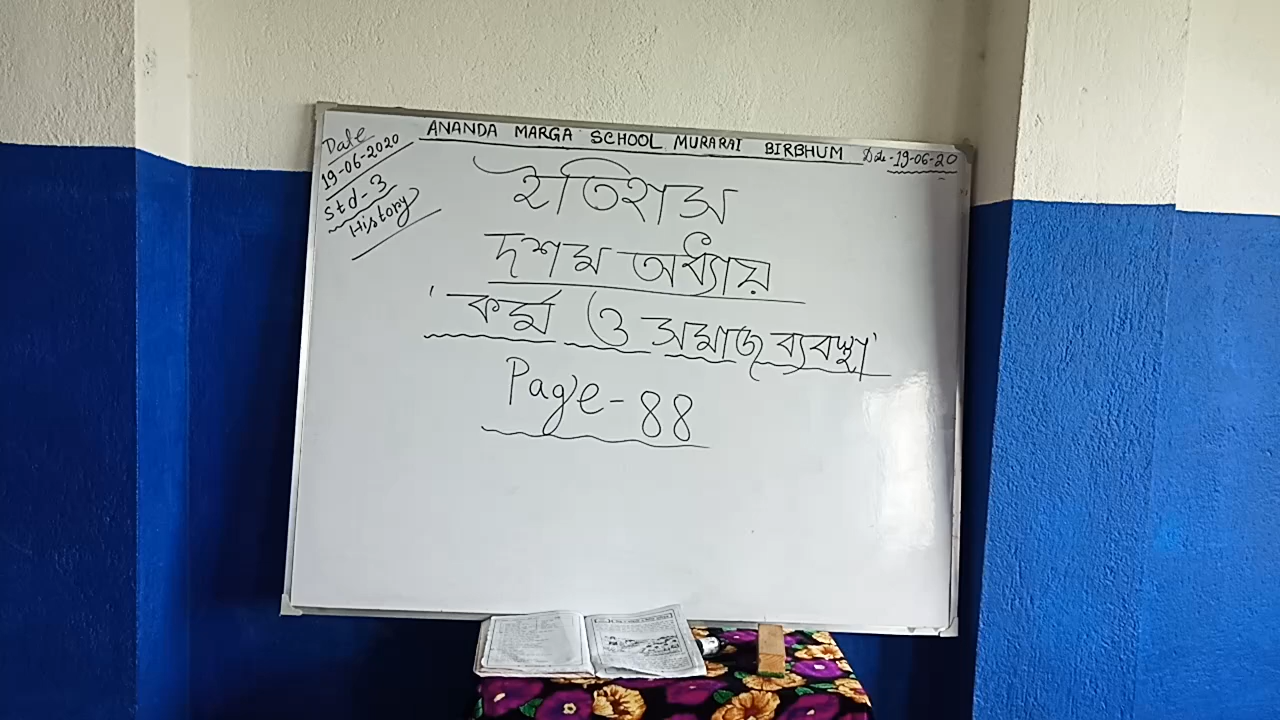 ANANDA MARGA SCHOOL MURARAI BIRBHUM Date-19-06-20
Date
19-06-2020
Std-3
History
ইতিহাস
দশম অধ্যায়
'কর্ম ও সমাজ ব্যবস্থা'
Page-88